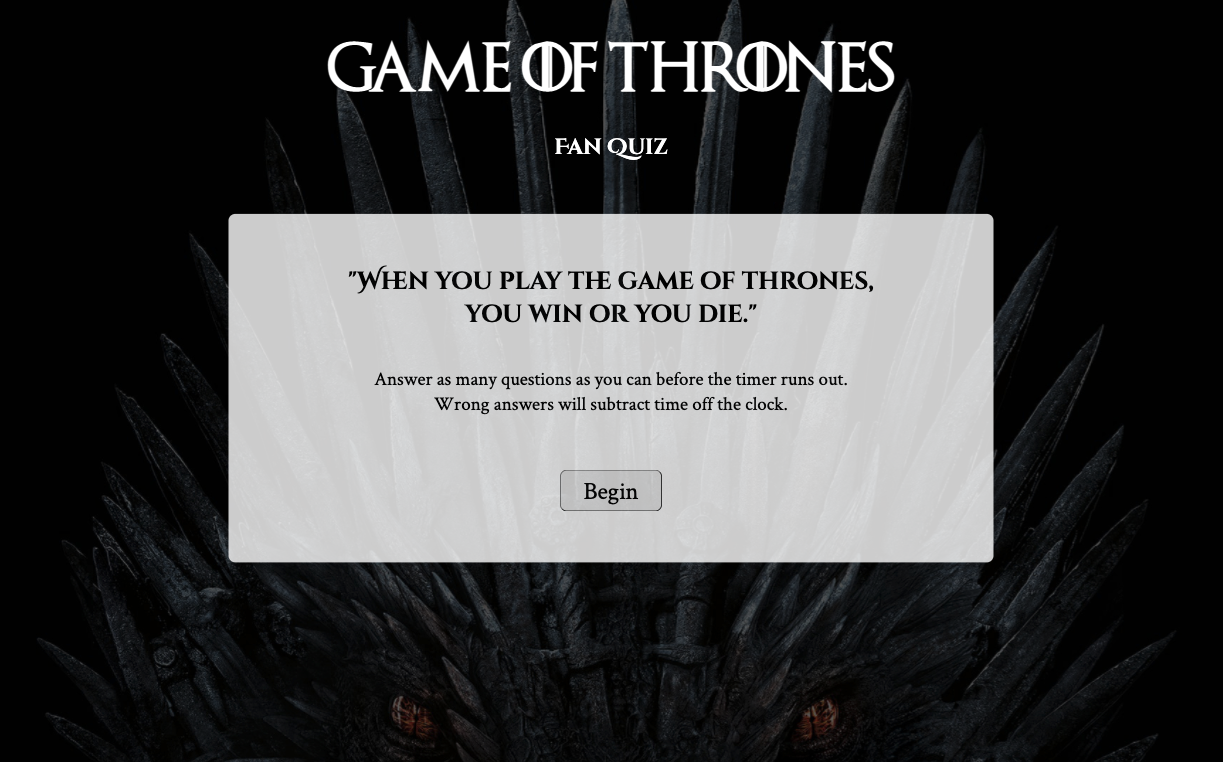 GAME OF THRONES
FAN QUIZ
"WHEN YOU PLAY THE GAME OF THRONES,
YOU WIN OR YOU DIE."
Answer as many questions as you can before the timer runs out.
Wrong answers will subtract time off the clock.
Begin